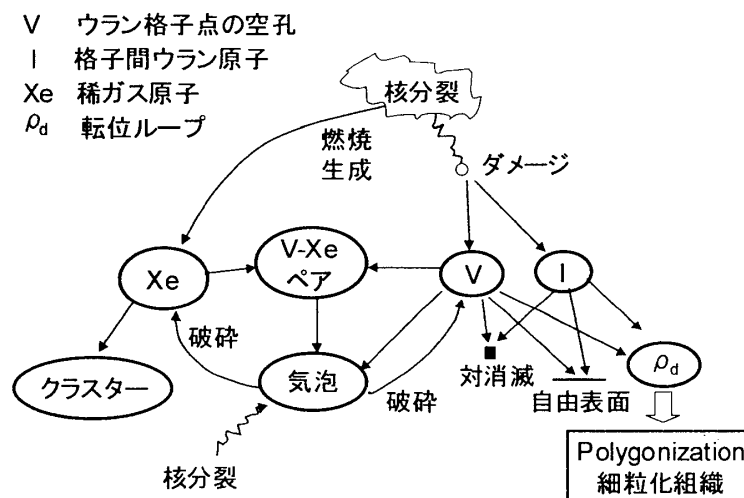 V ウラン格子点の空孔
I 格子間ウラン原子
Xe 稀ガス原子
ρd 転位ループ
核分裂
燃焼
生成
ダメージ
Xe
V-Xe
ペア
V
I
破砕
クラスター
気泡
破砕
対消滅
自由表面
ρd
核分裂
Polygonization
細粒化組織